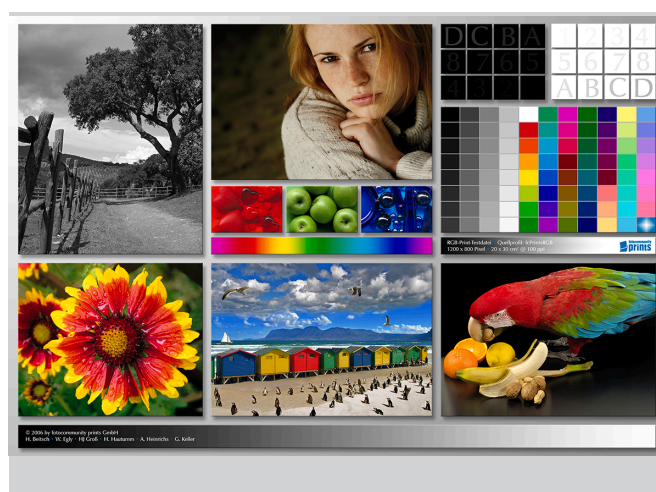 D C B A
8 7 6 5
4 3 2
1 2 3 4
5 6 7 8
A B C D
RGB-Print-Testdatei Quellprofil: fcPrintsRGB
1200 x 800 Pixel · 20 x 30 cm² @ 100 ppi
fotocommunity
prints
© 2006 by fotocommunity prints GmbH
H. Beitsch · W. Egly · HJ Groß · H. Hautumm · A. Heinrichs · G. Keller